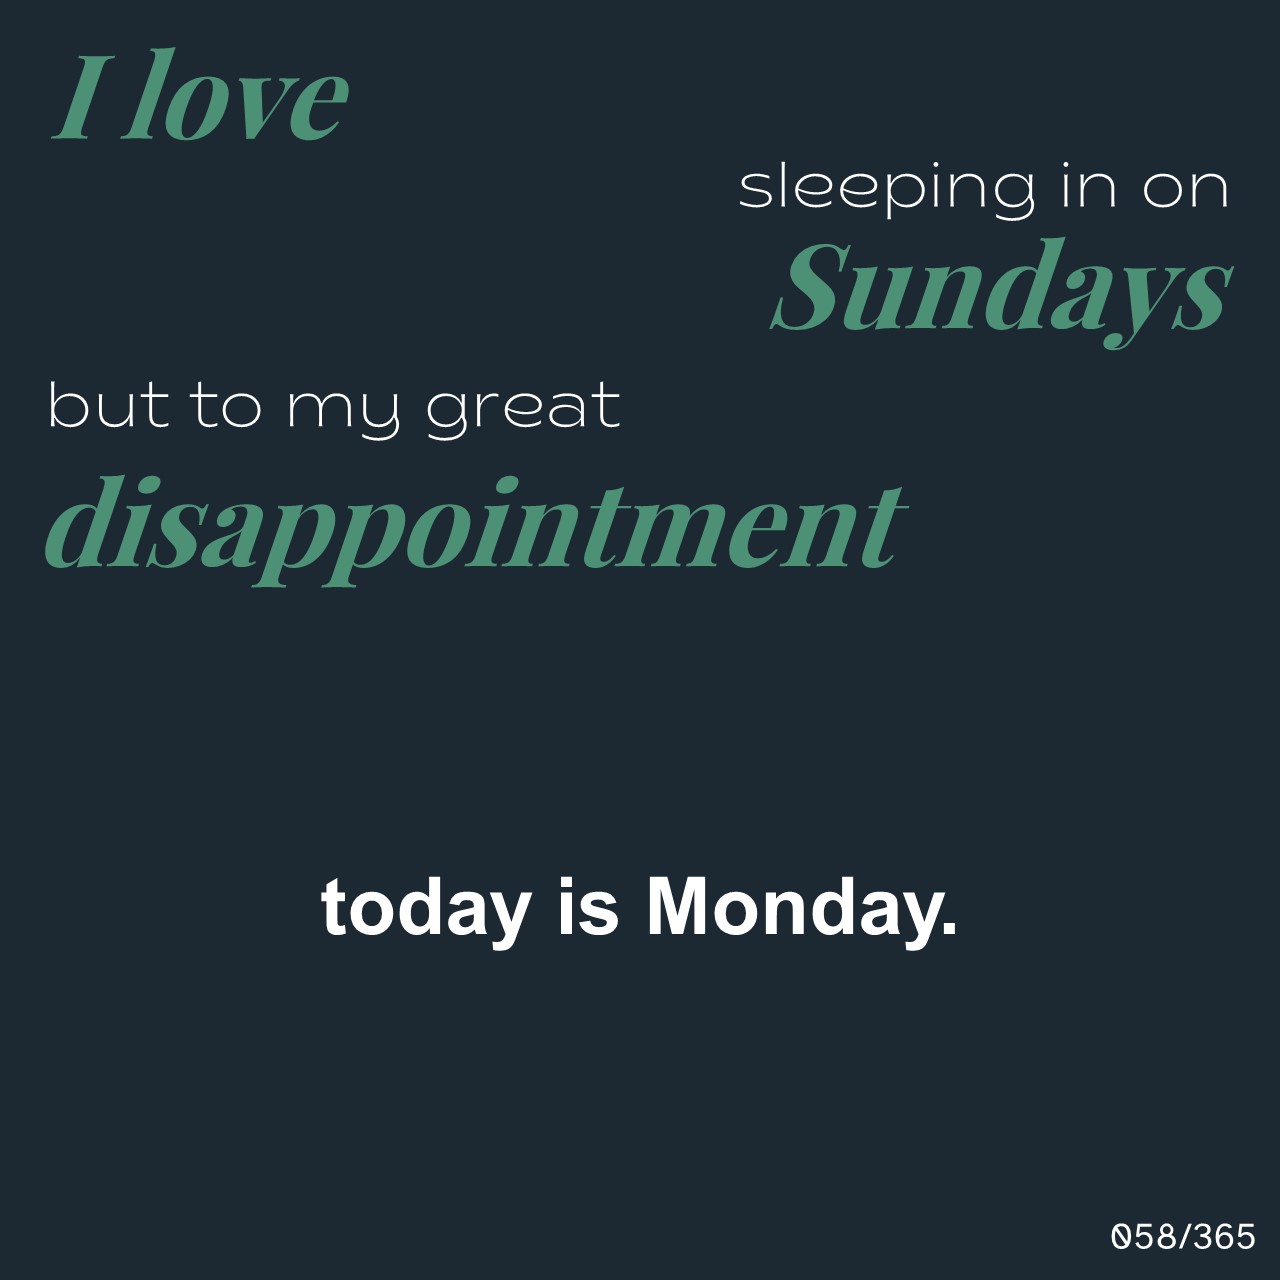 I love
sleeping in on
Sundays
but to my great
disappointment
today is Monday.
058/365